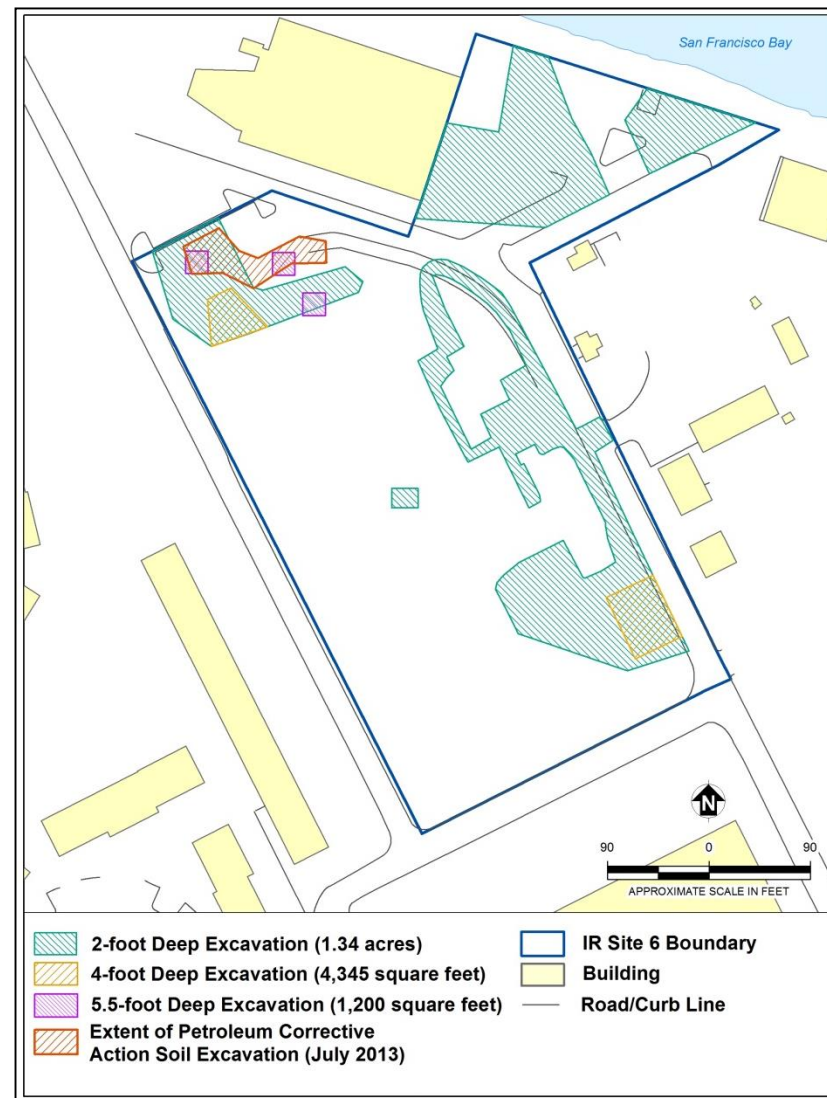 San Francisco Bay
N
90 0 90
APPROXIMATE SCALE IN FEET
2-foot Deep Excavation (1.34 acres)
4-foot Deep Excavation (4,345 square feet)
5.5-foot Deep Excavation (1,200 square feet)
Extent of Petroleum Corrective
Action Soil Excavation (July 2013)
IR Site 6 Boundary
Building
Road/Curb Line